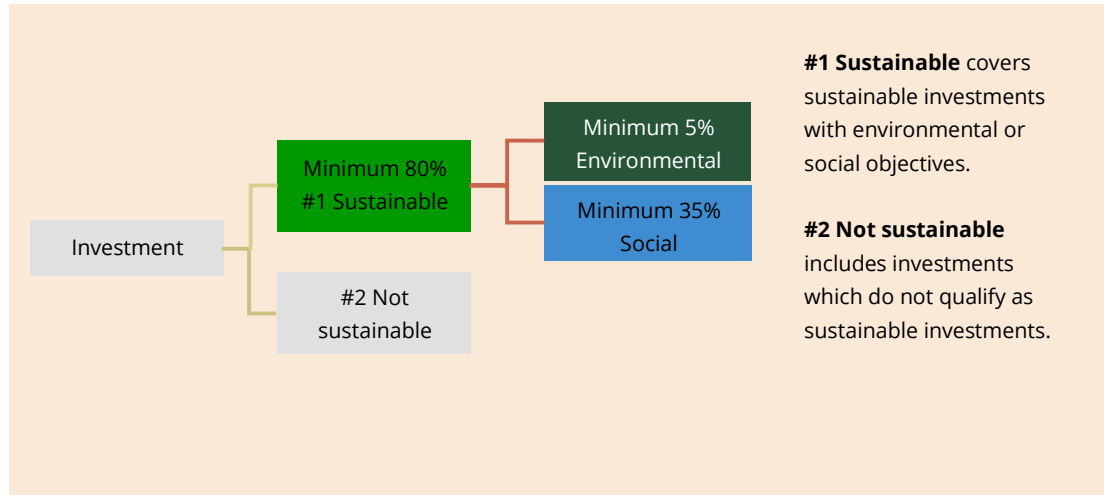 Investment
Minimum 80%
#1 Sustainable
#2 Not
sustainable
Minimum 5%
Environmental
Minimum 35%
Social
#1 Sustainable covers
sustainable investments
with environmental or
social objectives.
#2 Not sustainable
includes investments
which do not qualify as
sustainable investments.